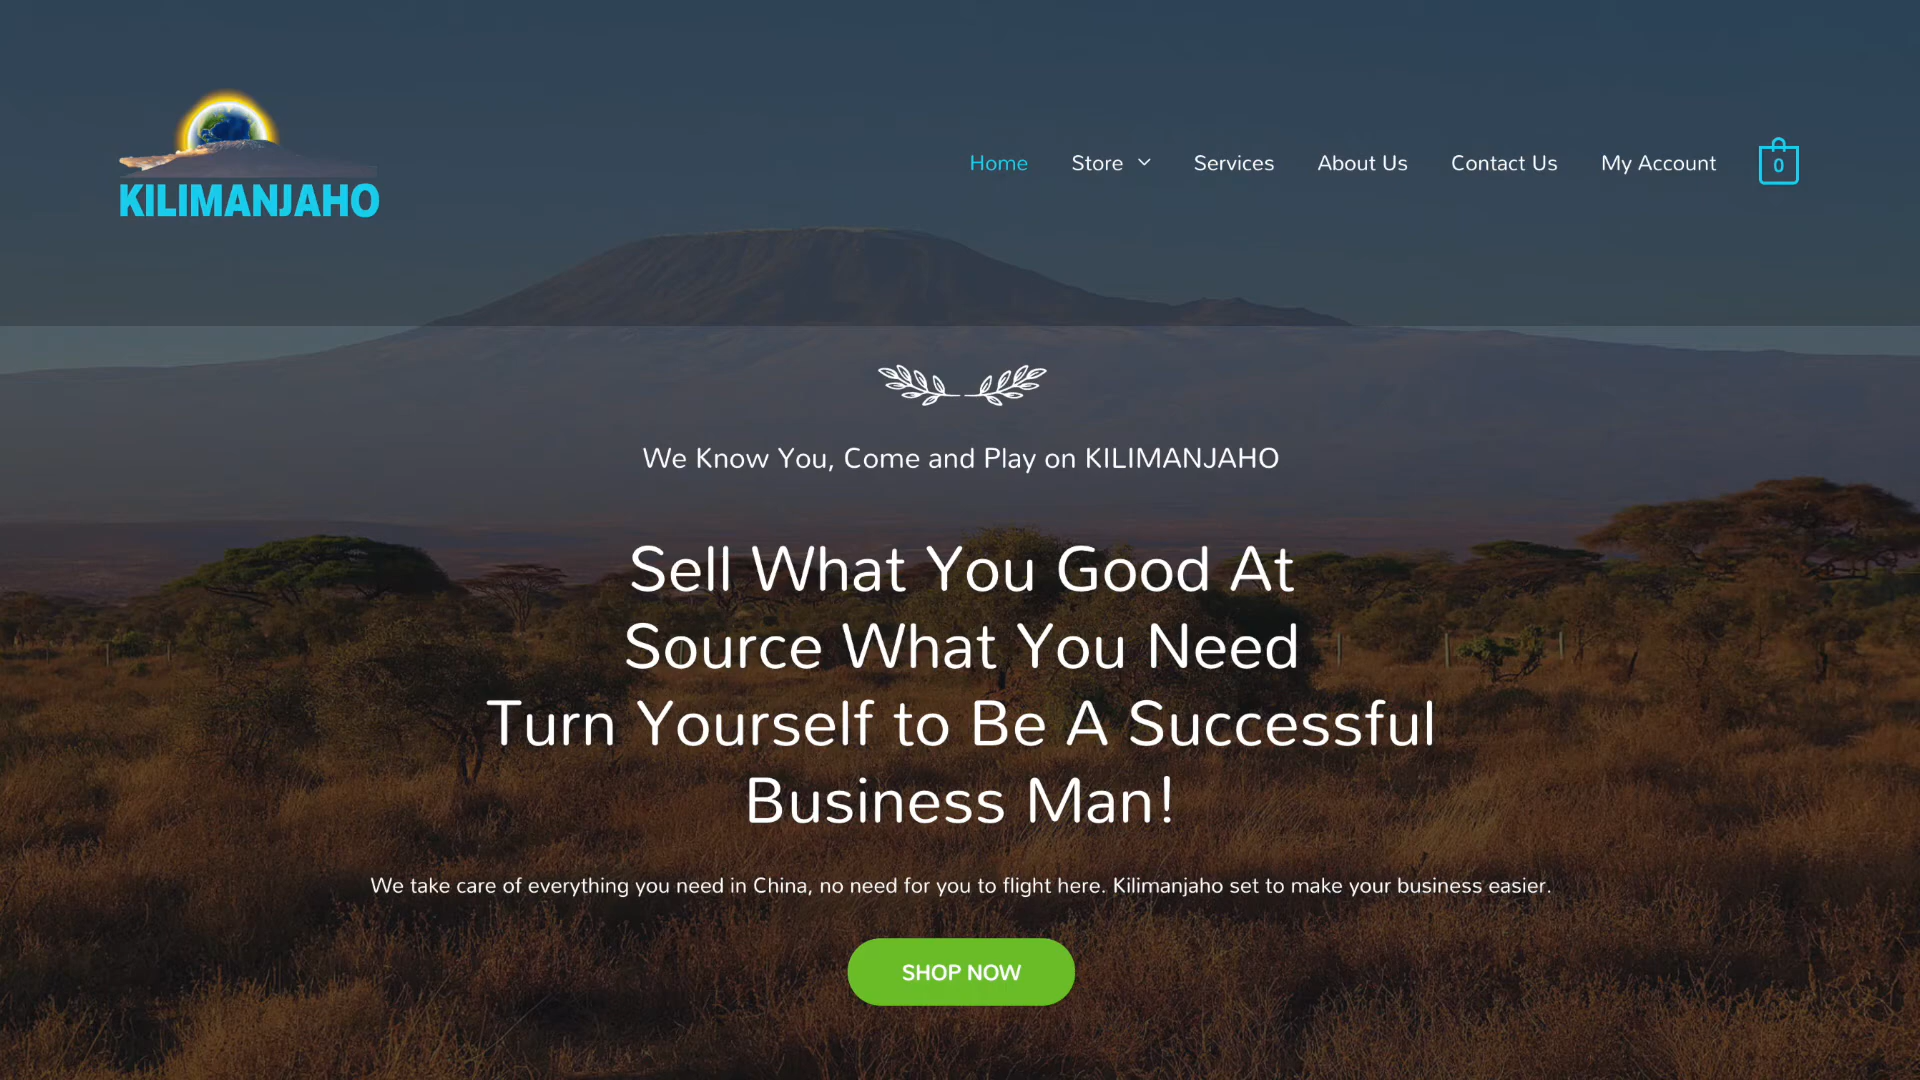 KILIMANJAHO
Home Store Services About Us Contact Us My Account 0
We Know You, Come and Play on KILIMANJAHO
Sell What You Good At
Source What You Need
Turn Yourself to Be A Successful
Business Man!
We take care of everything you need in China, no need for you to flight here. Kilimanjaho set to make your business easier.
SHOP NOW